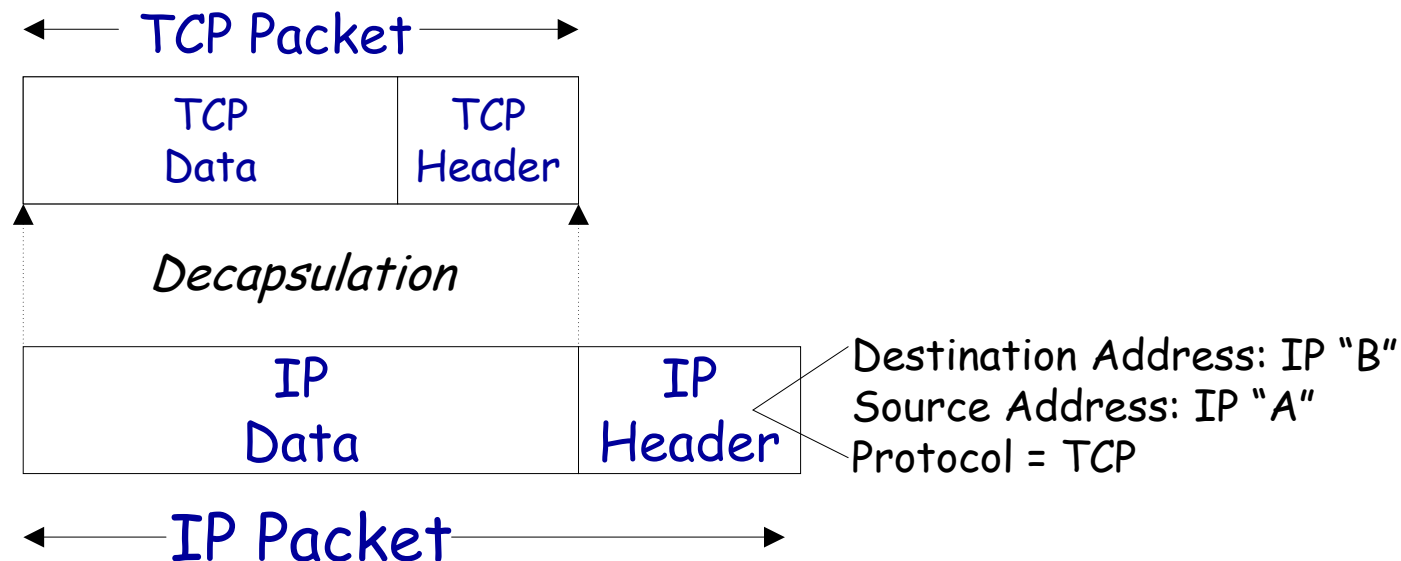 TCP Packet
TCP
Data
TCP
Header
Decapsulation
IP
Data
IP
Header
Destination Address: IP “B”
Source Address: IP “A”
Protocol = TCP
IP Packet